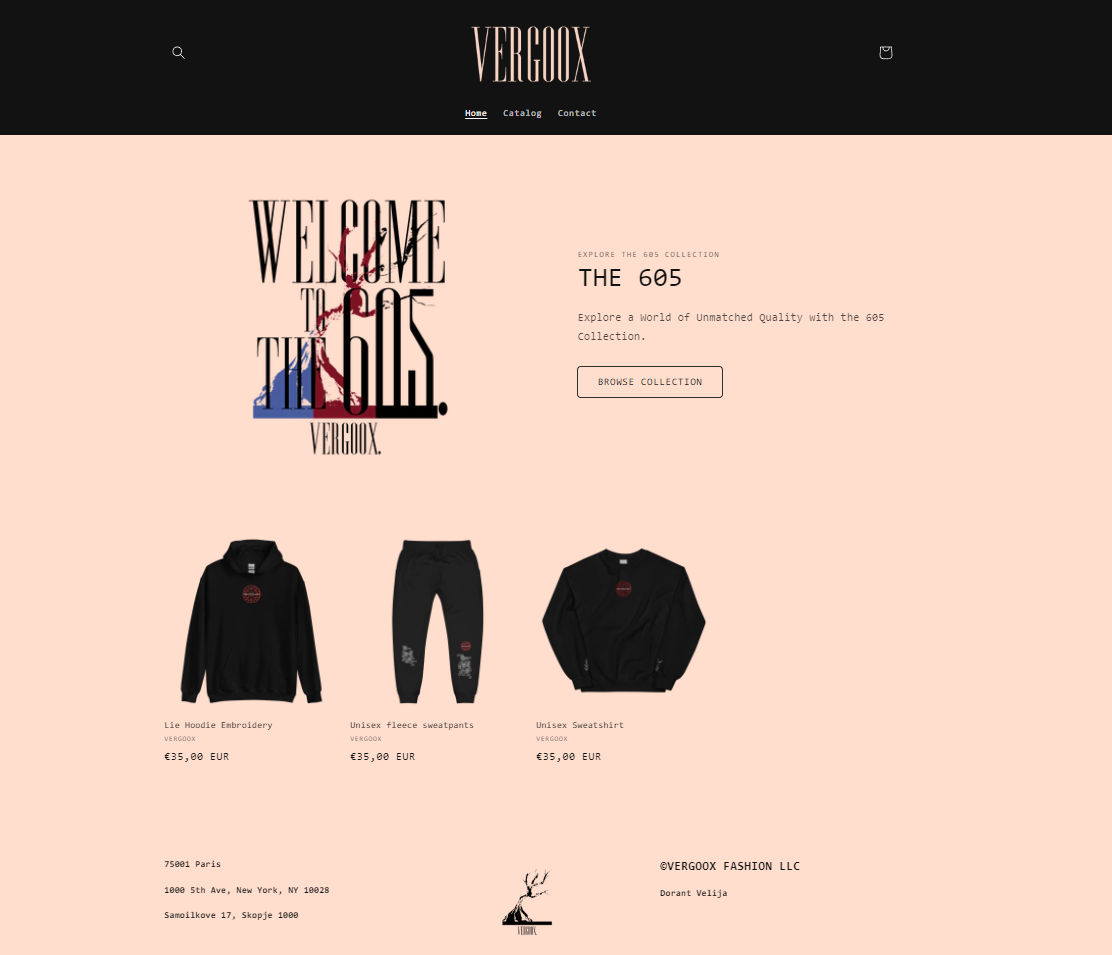 VERGOOX
Home Catalog Contact
WELCOME
TO
THE 605.
VERGOOX.
EXPLORE THE 605 COLLECTION
THE 605
Explore a World of Unmatched Quality with the 605
Collection.
BROWSE COLLECTION
Lie Hoodie Embroidery
VERGOOX
€35,00 EUR
Unisex fleece sweatpants
VERGOOX
€35,00 EUR
Unisex Sweatshirt
VERGOOX
€35,00 EUR
75001 Paris
1000 5th Ave, New York, NY 10028
Samoilkove 17, Skopje 1000
VERGOOX.
©VERGOOX FASHION LLC
Dorant Velija